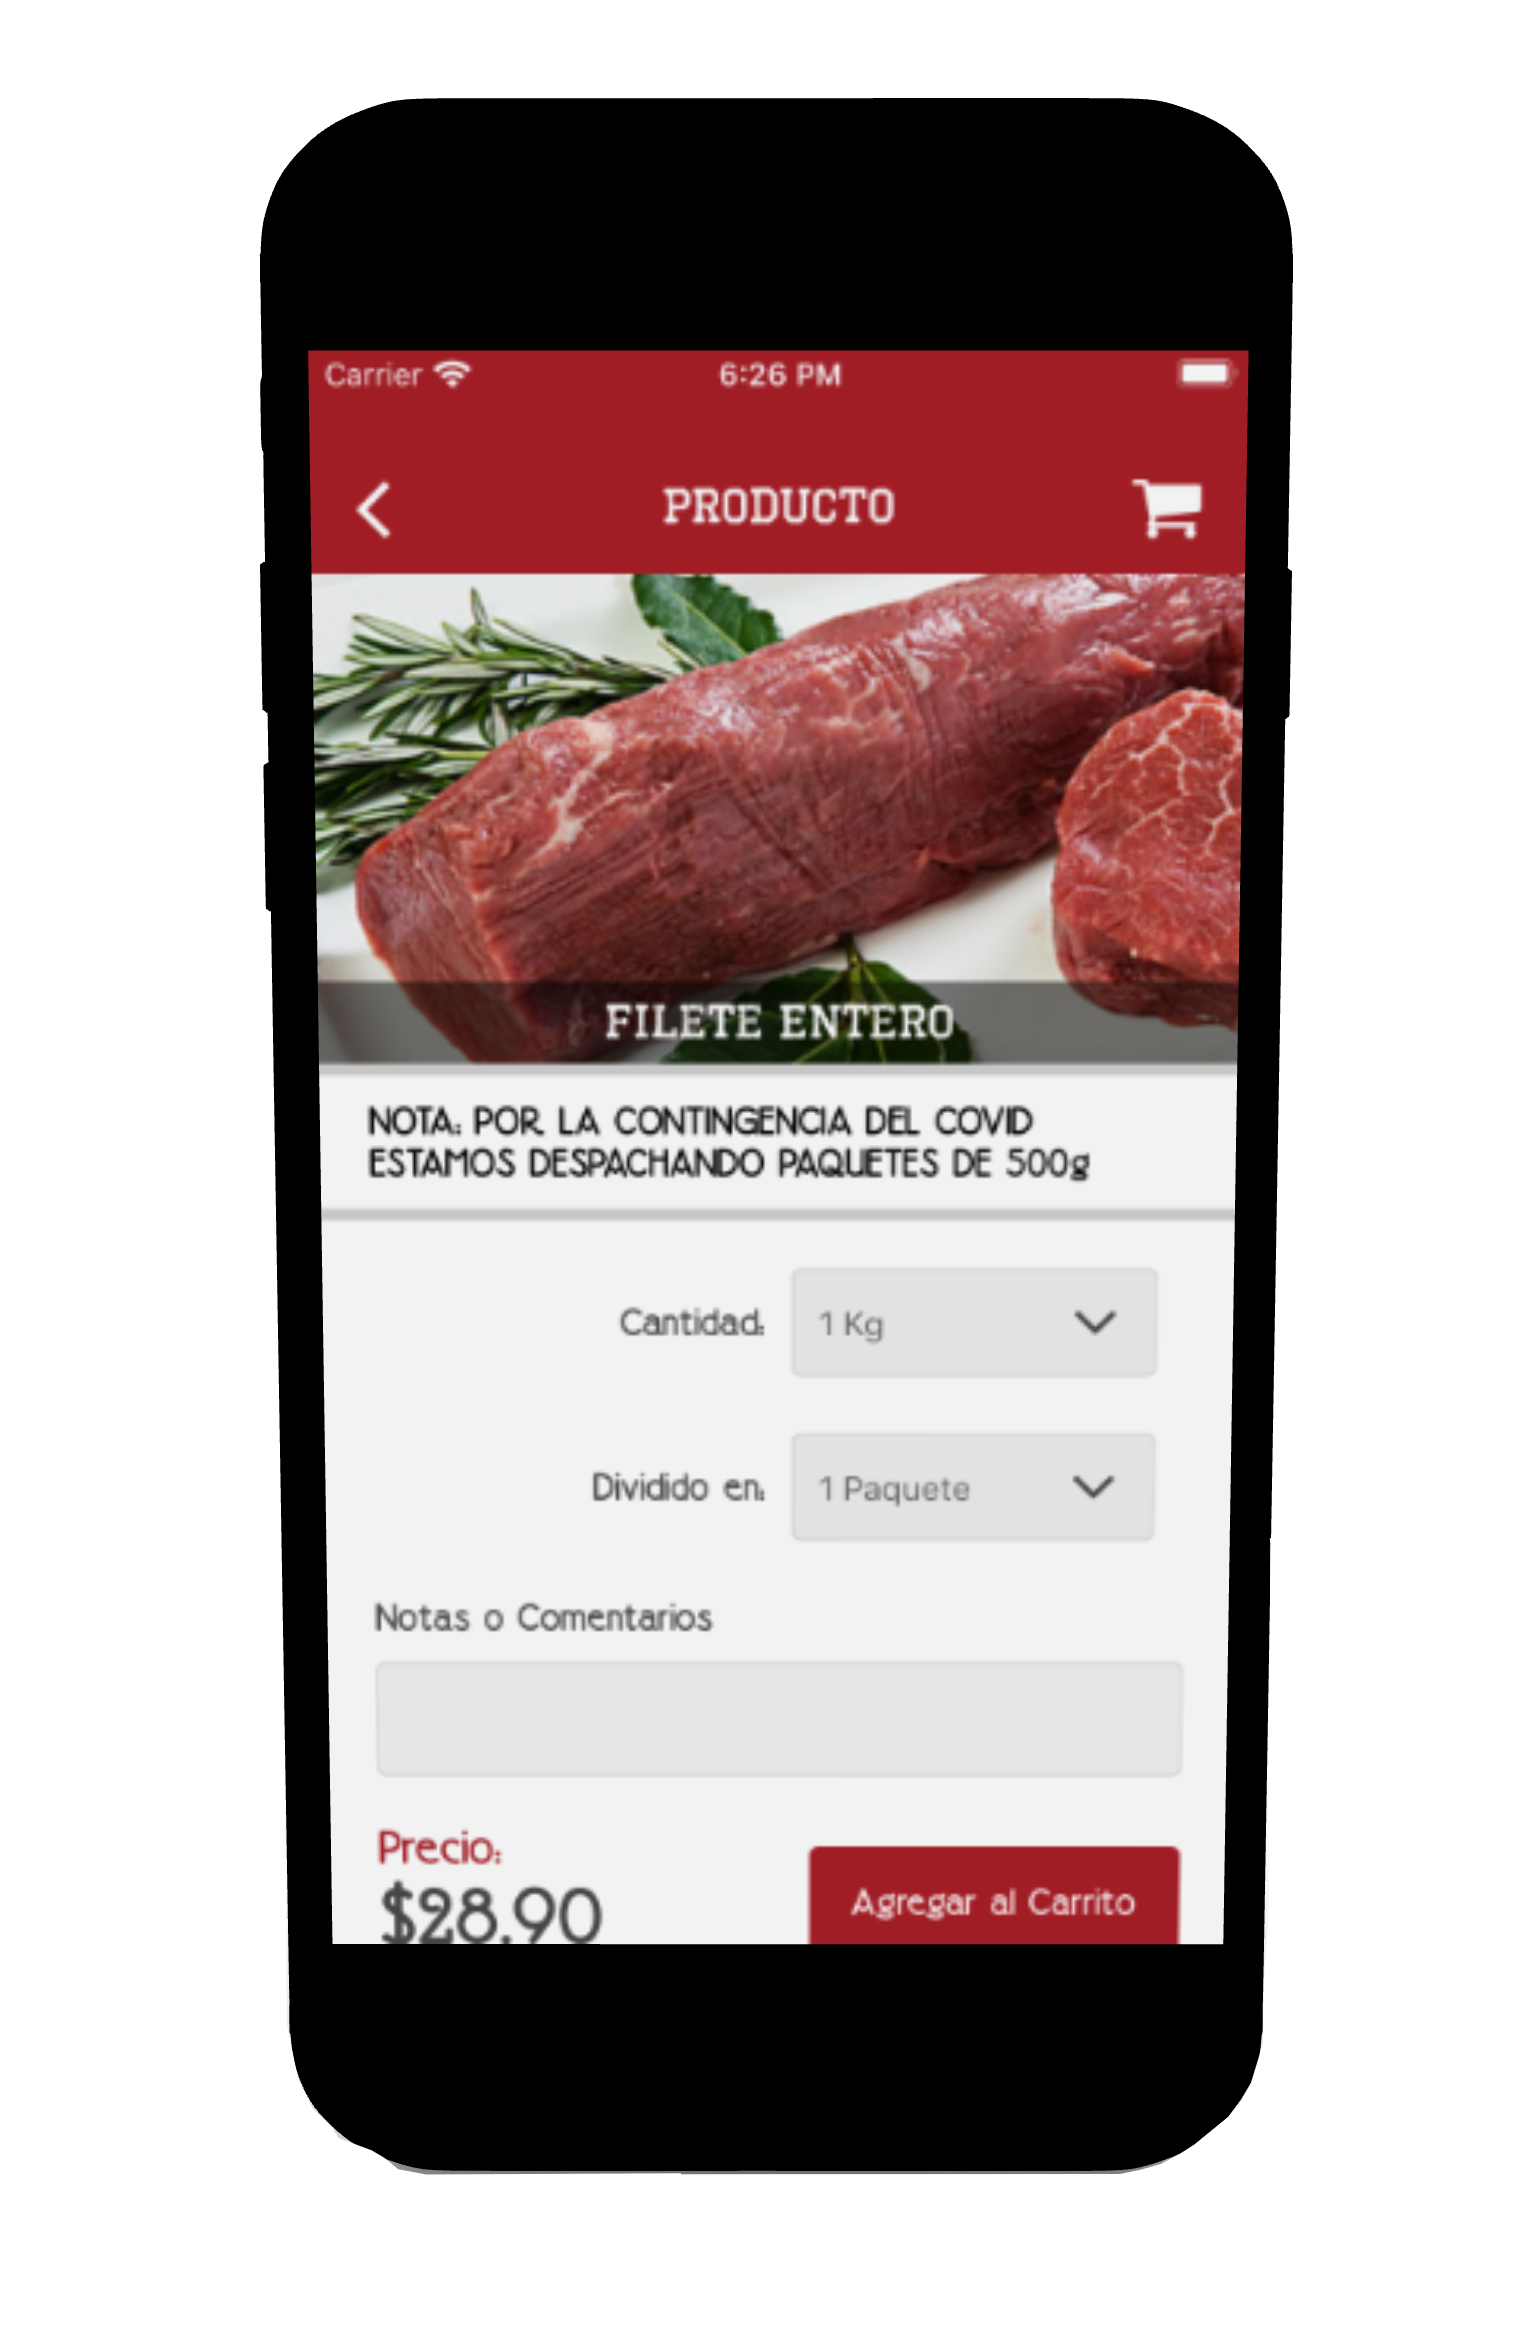 Carrier 6:26 PM
PRODUCTO
FILETE ENTERO
NOTA: POR LA CONTINGENCIA DEL COVID
ESTAMOS DESPACHANDO PAQUETES DE 500g
Cantidad: 1 Kg
Dividido en: 1 Paquete
Notas o Comentarios
Precio:
$28.90
Agregar al Carrito